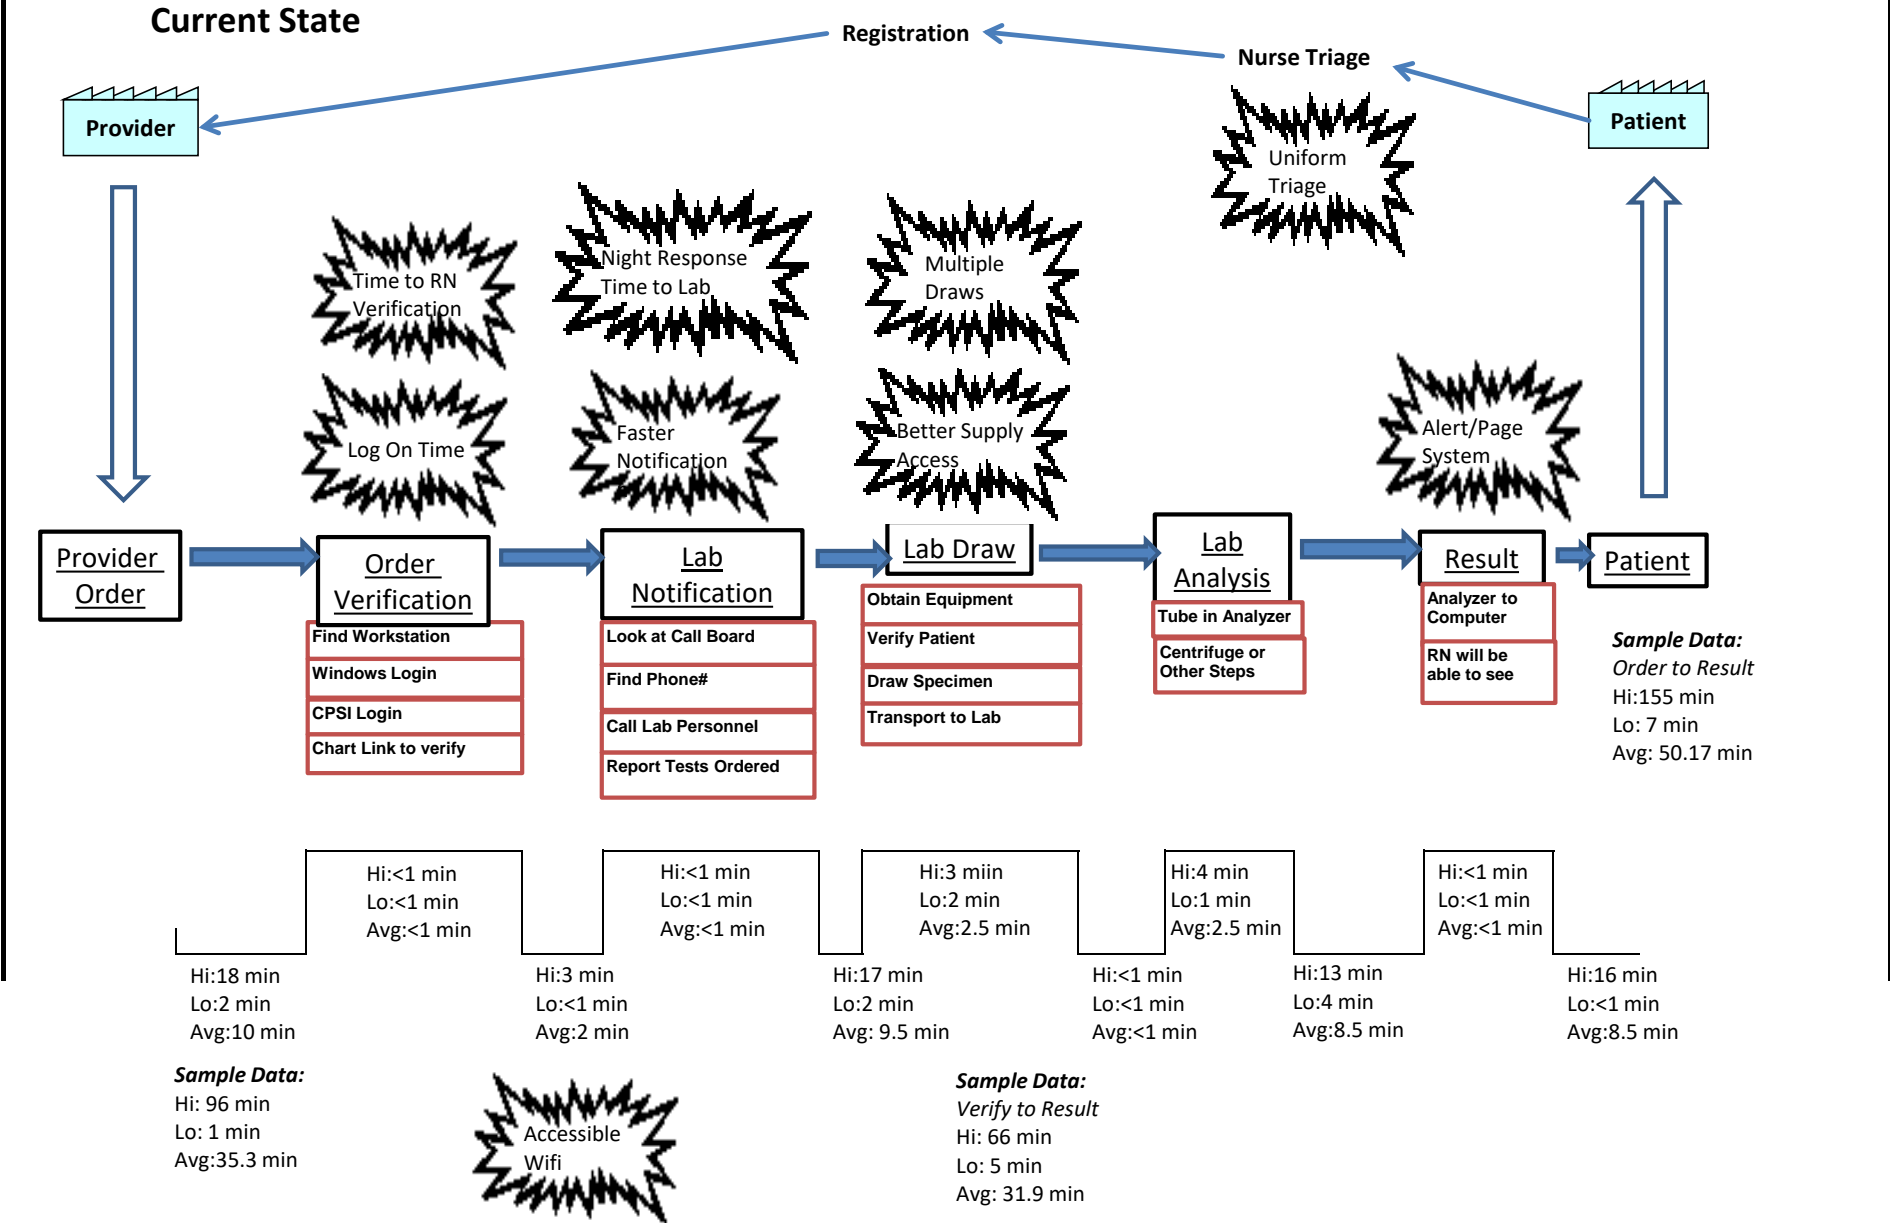 Current State
Registration
Nurse Triage
Provider
Patient
Uniform
Triage
Time to RN
Verification
Night Response
Time to Lab
Multiple
Draws
Log On Time
Faster
Notification
Better Supply
Access
Alert/Page
System
Provider
Order
Order
Verification
Lab
Notification
Lab Draw
Lab
Analysis
Result
Patient
Find Workstation
Windows Login
CPSI Login
Chart Link to verify
Look at Call Board
Find Phone#
Call Lab Personnel
Report Tests Ordered
Obtain Equipment
Verify Patient
Draw Specimen
Transport to Lab
Tube in Analyzer
Centrifuge or
Other Steps
Analyzer to
Computer
RN will be
able to see
Sample Data:
Order to Result
Hi:155 min
Lo: 7 min
Avg: 50.17 min
Hi:<1 min
Lo:<1 min
Avg:<1 min
Hi:<1 min
Lo:<1 min
Avg:<1 min
Hi:3 miin
Lo:2 min
Avg:2.5 min
Hi:4 min
Lo:1 min
Avg:2.5 min
Hi:<1 min
Lo:<1 min
Avg:<1 min
Hi:18 min
Lo:2 min
Avg:10 min
Hi:3 min
Lo:<1 min
Avg:2 min
Hi:17 min
Lo:2 min
Avg: 9.5 min
Hi:<1 min
Lo:<1 min
Avg:<1 min
Hi:13 min
Lo:4 min
Avg:8.5 min
Hi:16 min
Lo:<1 min
Avg:8.5 min
Sample Data:
Hi: 96 min
Lo: 1 min
Avg:35.3 min
Accessible
Wifi
Sample Data:
Verify to Result
Hi: 66 min
Lo: 5 min
Avg: 31.9 min